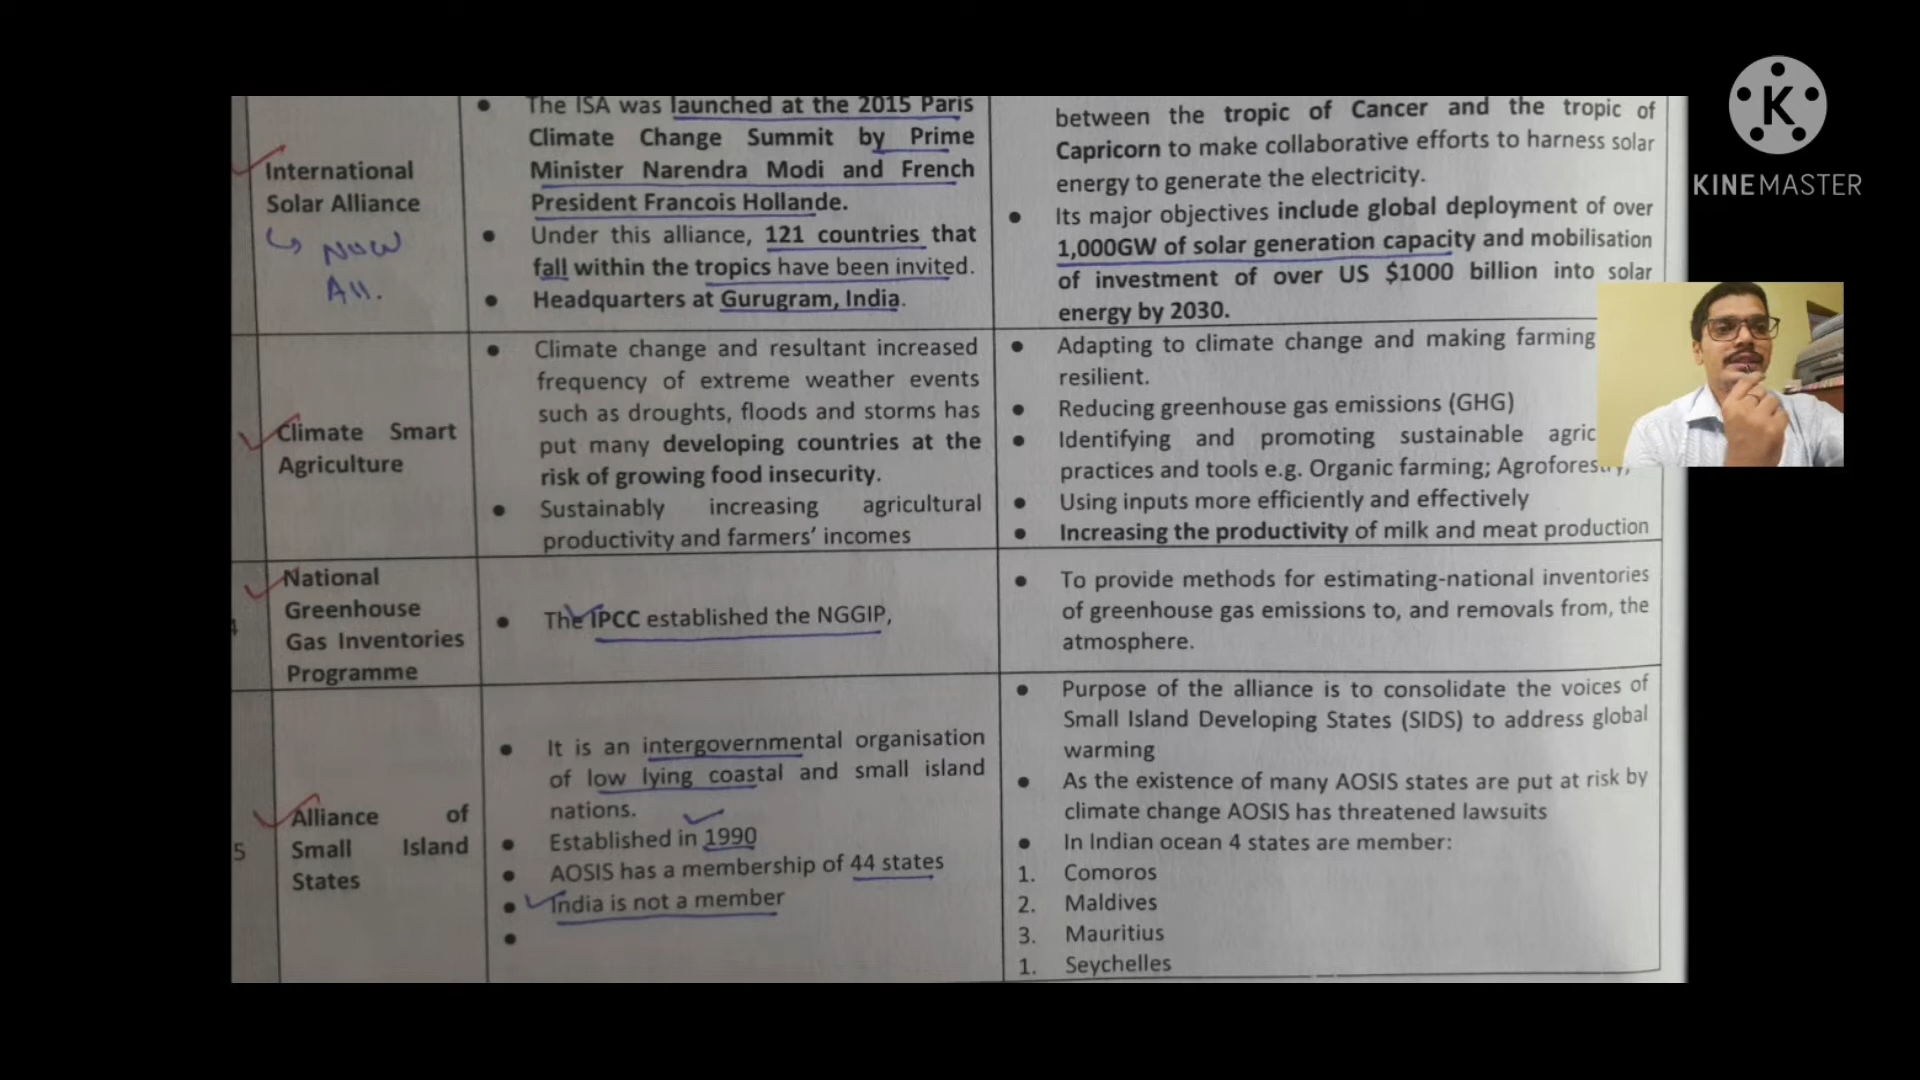 The ISA was launched at the 2015 Paris
Climate Change Summit by Prime
Minister Narendra Modi and French
President Francois Hollande.
Under this alliance, 121 countries that
fall within the tropics have been invited.
Headquarters at Gurugram, India.
International
Solar Alliance
Now
All.
between the tropic of Cancer and the tropic of
Capricorn to make collaborative efforts to harness solar
energy to generate the electricity.
Its major objectives include global deployment of over
1,000GW of solar generation capacity and mobilisation
of investment of over US $1000 billion into solar
energy by 2030.
Climate Smart
Agriculture
Climate change and resultant increased
frequency of extreme weather events
such as droughts, floods and storms has
put many developing countries at the
risk of growing food insecurity.
Sustainably increasing agricultural
productivity and farmers' incomes
Adapting to climate change and making farming
resilient.
Reducing greenhouse gas emissions (GHG)
Identifying and promoting sustainable agric
practices and tools e.g. Organic farming; Agroforestry,
Using inputs more efficiently and effectively
Increasing the productivity of milk and meat production
4
National
Greenhouse
Gas Inventories
Programme
The IPCC established the NGGIP,
To provide methods for estimating-national inventories
of greenhouse gas emissions to, and removals from, the
atmosphere.
5
Alliance of
Small Island
States
It is an intergovernmental organisation
of low lying coastal and small island
nations.
Established in 1990
AOSIS has a membership of 44 states
India is not a member
Purpose of the alliance is to consolidate the voices of
Small Island Developing States (SIDS) to address global
warming
As the existence of many AOSIS states are put at risk by
climate change AOSIS has threatened lawsuits
In Indian ocean 4 states are member:
1. Comoros
2. Maldives
3. Mauritius
1. Seychelles
K
KINEMASTER